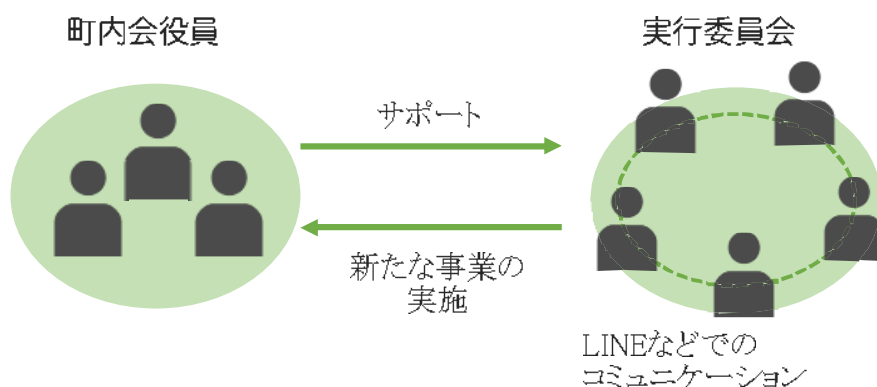 町内会役員
実行委員会
サポート
新たな事業の
実施
LINEなどでの
コミュニケーション